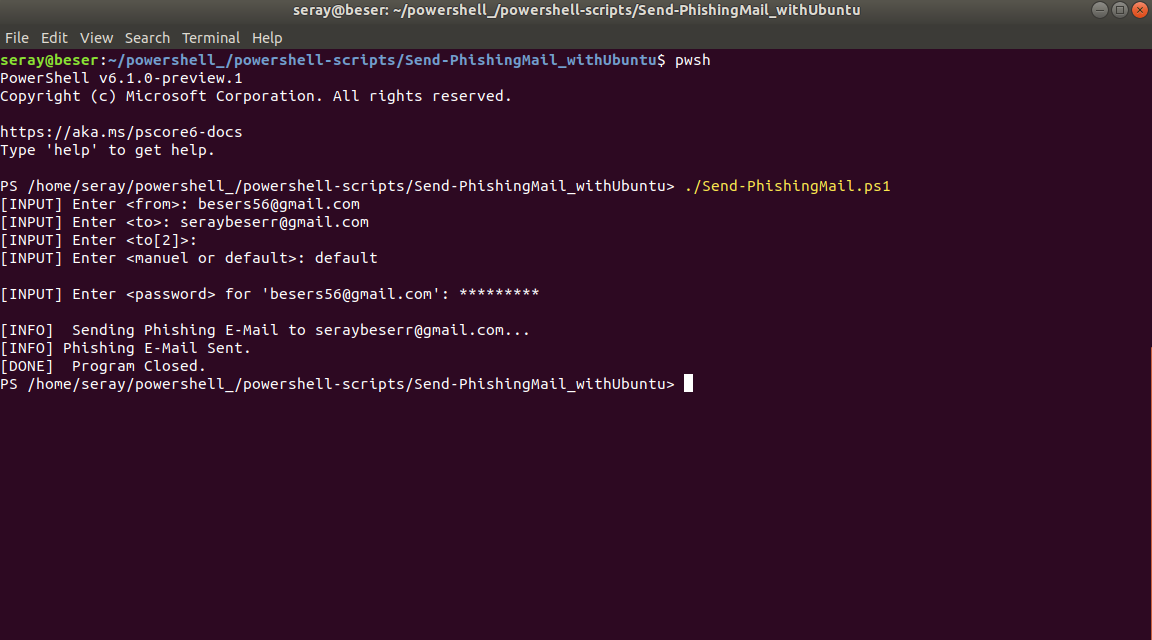 seray@beser: ~/powershell_/powershell-scripts/Send-PhishingMail_withUbuntu
File Edit View Search Terminal Help
seray@beser:~/powershell_/powershell-scripts/Send-PhishingMail_withUbuntu$ pwsh
PowerShell v6.1.0-preview.1
Copyright (c) Microsoft Corporation. All rights reserved.
https://aka.ms/pscore6-docs
Type 'help' to get help.
PS /home/seray/powershell_/powershell-scripts/Send-PhishingMail_withUbuntu> ./Send-PhishingMail.ps1
[INPUT] Enter <from>: besers56@gmail.com
[INPUT] Enter <to>: seraybeserr@gmail.com
[INPUT] Enter <to[2]>:
[INPUT] Enter <manuel or default>: default
[INPUT] Enter <password> for 'besers56@gmail.com': *********
[INFO]  Sending Phishing E-Mail to seraybeserr@gmail.com...
[INFO] Phishing E-Mail Sent.
[DONE]  Program Closed.
PS /home/seray/powershell_/powershell-scripts/Send-PhishingMail_withUbuntu>